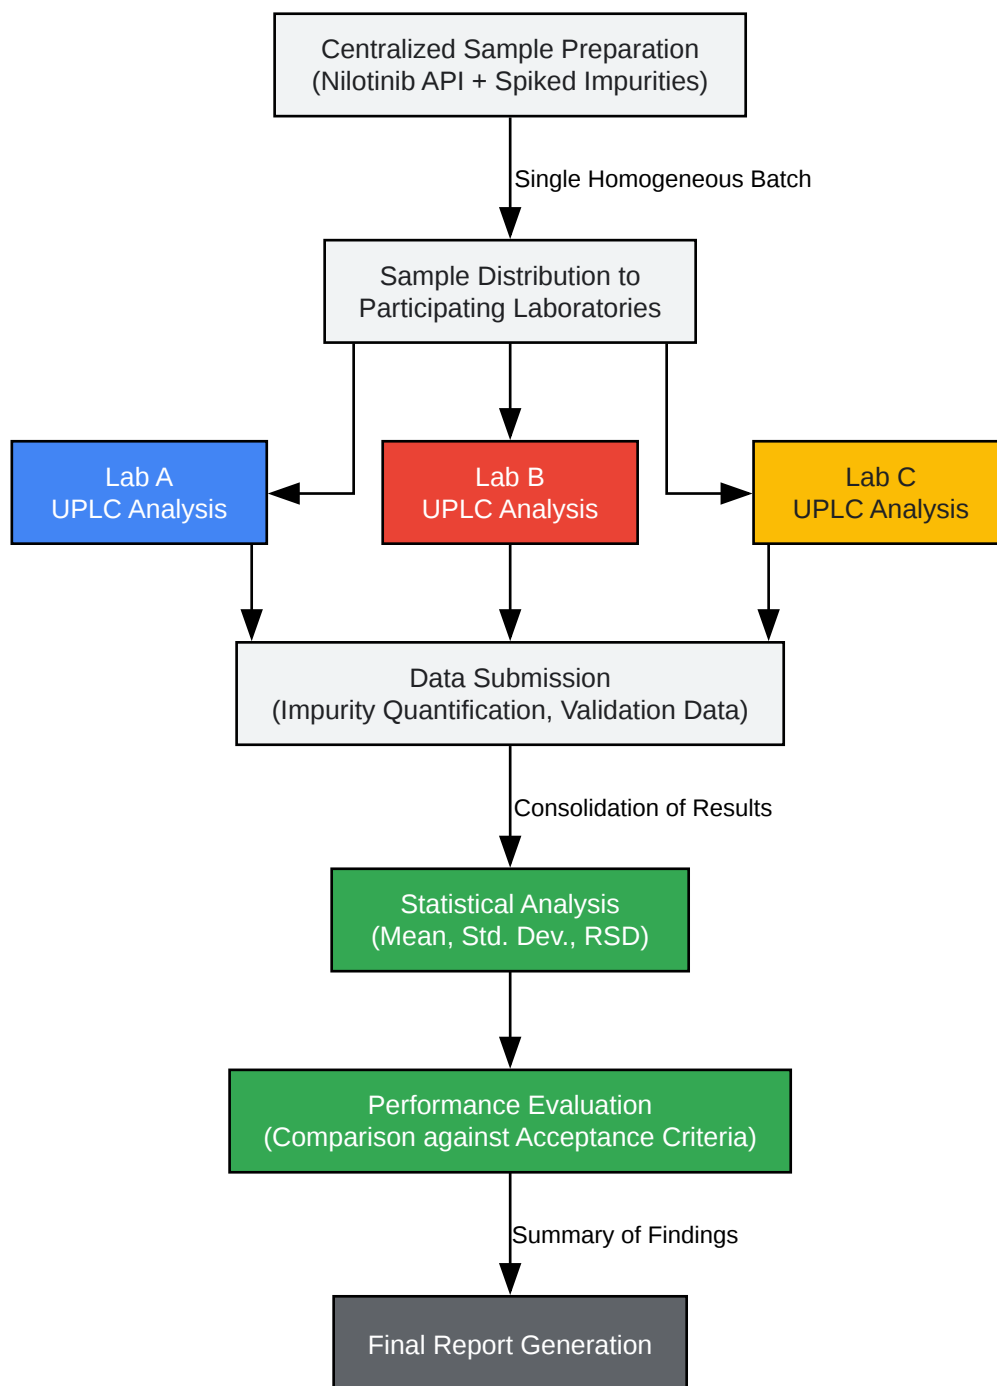 Centralized Sample Preparation
(Nilotinib API + Spiked Impurities)
Single Homogeneous Batch
Sample Distribution to
Participating Laboratories
Lab A
UPLC Analysis
Lab B
UPLC Analysis
Lab C
UPLC Analysis
Data Submission
(Impurity Quantification, Validation Data)
Consolidation of Results
Statistical Analysis
(Mean, Std. Dev., RSD)
Performance Evaluation
(Comparison against Acceptance Criteria)
Summary of Findings
Final Report Generation